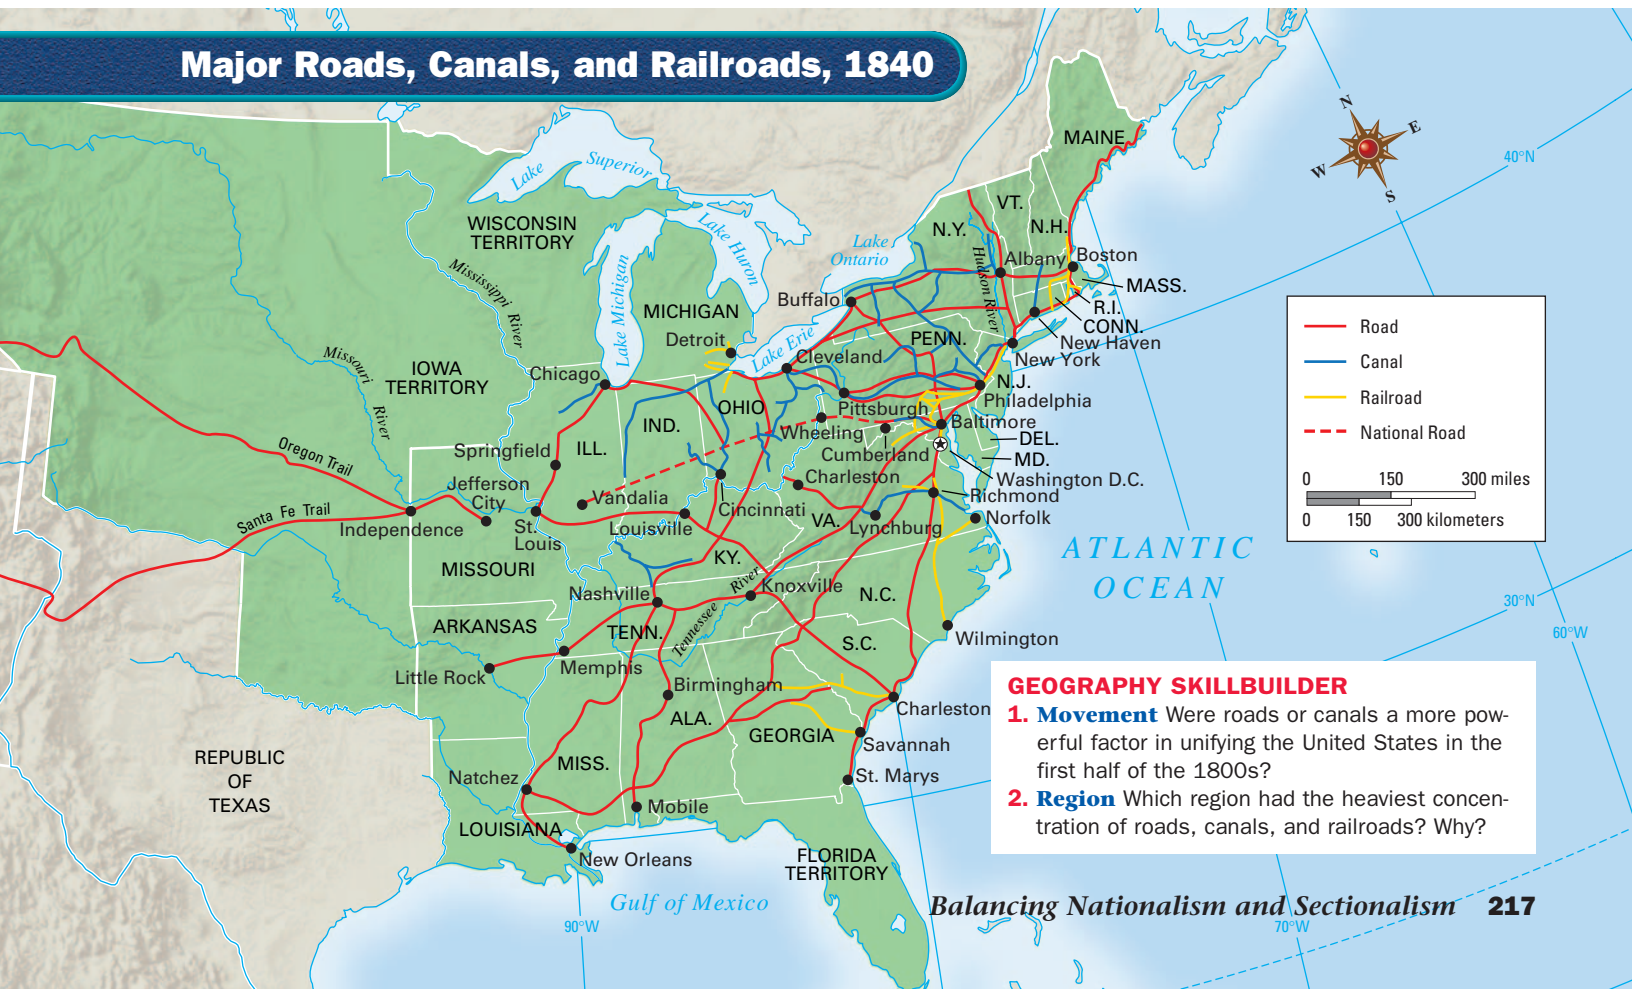 Major Roads, Canals, and Railroads, 1840
N
E
W
S
40°N
30°N
60°W
70°W
90°W
MAINE
VT.
N.H.
N.Y.
Albany
Boston
MASS.
R.I.
CONN.
New Haven
New York
N.J.
Philadelphia
PENN.
Pittsburgh
Baltimore
DEL.
MD.
Washington D.C.
Richmond
Norfolk
Lynchburg
VA.
Charleston
Cumberland
Wheeling
Cleveland
Buffalo
Lake
Ontario
Lake Erie
Lake Huron
Lake Michigan
Lake
Superior
Hudson River
WISCONSIN
TERRITORY
Mississippi
River
MICHIGAN
Detroit
IOWA
TERRITORY
Chicago
OHIO
IND.
ILL.
Springfield
Vandalia
Cincinnati
Louisville
Missouri
River
Oregon Trail
Santa Fe Trail
Independence
Jefferson
City
St.
Louis
MISSOURI
KY.
Nashville
Knoxville
Tennessee
River
TENN.
N.C.
Wilmington
S.C.
ARKANSAS
Little Rock
Memphis
Birmingham
ALA.
GEORGIA
Charleston
Savannah
St. Marys
MISS.
Natchez
Mobile
LOUISIANA
New Orleans
FLORIDA
TERRITORY
REPUBLIC
OF
TEXAS
Gulf of Mexico
ATLANTIC
OCEAN
Road
Canal
Railroad
National Road
0 150 300 miles
0 150 300 kilometers
GEOGRAPHY SKILLBUILDER
1. Movement Were roads or canals a more pow-
erful factor in unifying the United States in the
first half of the 1800s?
2. Region Which region had the heaviest concen-
tration of roads, canals, and railroads? Why?
Balancing Nationalism and Sectionalism 217